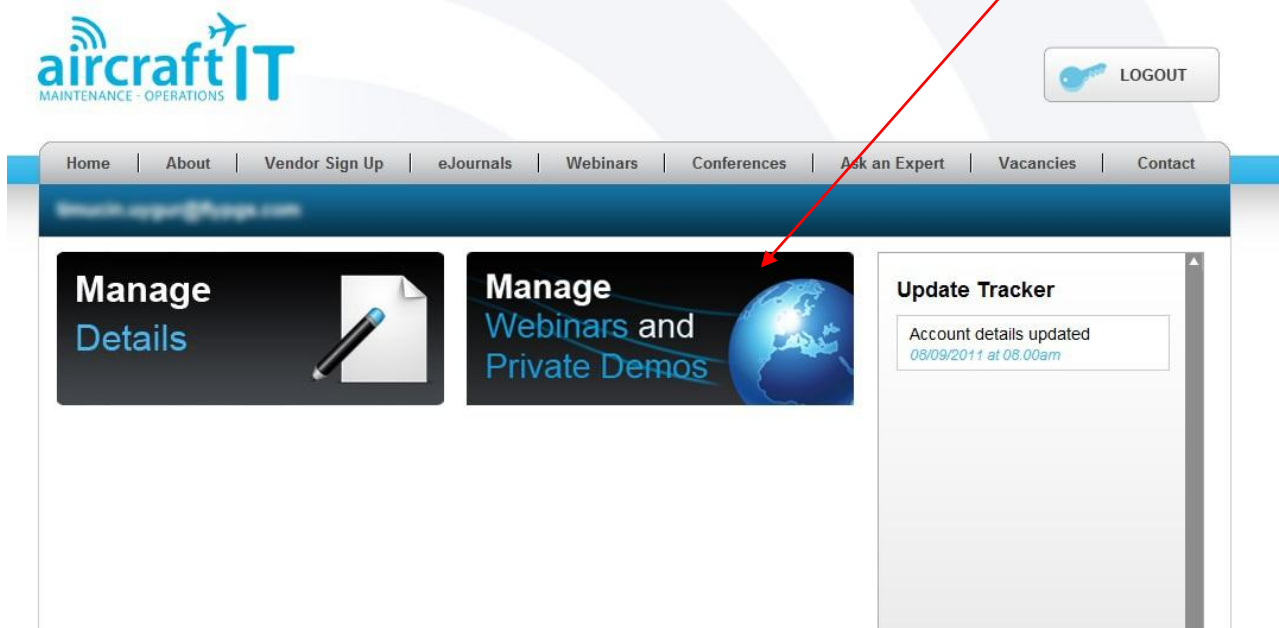 aircraft IT
MAINTENANCE - OPERATIONS
LOGOUT
Home About Vendor Sign Up eJournals Webinars Conferences Ask an Expert Vacancies Contact
Manage
Details
Manage
Webinars and
Private Demos
Update Tracker
Account details updated
08/09/2011 at 08.00am